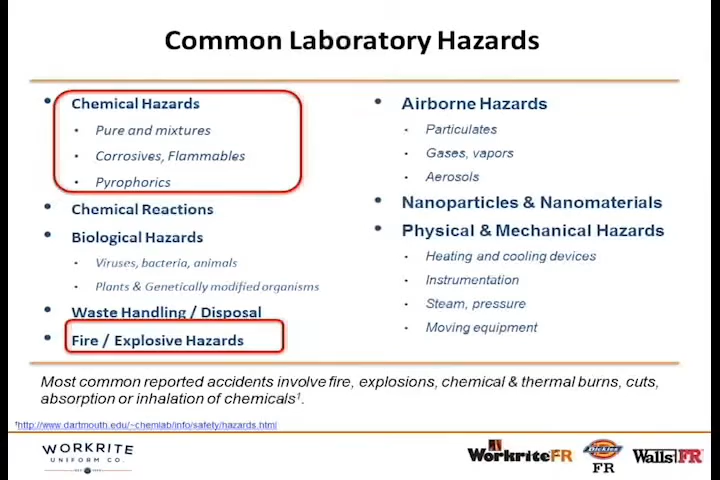 Common Laboratory Hazards
• Chemical Hazards
• Pure and mixtures
• Corrosives, Flammables
• Pyrophorics
• Chemical Reactions
• Biological Hazards
• Viruses, bacteria, animals
• Plants & Genetically modified organisms
• Waste Handling / Disposal
• Fire / Explosive Hazards
• Airborne Hazards
• Particulates
• Gases, vapors
• Aerosols
• Nanoparticles & Nanomaterials
• Physical & Mechanical Hazards
• Heating and cooling devices
• Instrumentation
• Steam, pressure
• Moving equipment
Most common reported accidents involve fire, explosions, chemical & thermal burns, cuts,
absorption or inhalation of chemicals¹.
¹http://www.dartmouth.edu/~chemlab/info/safety/hazards.html
WORKRITE
UNIFORM CO.
WorkriteFR
Dickies
FR
Walls FR